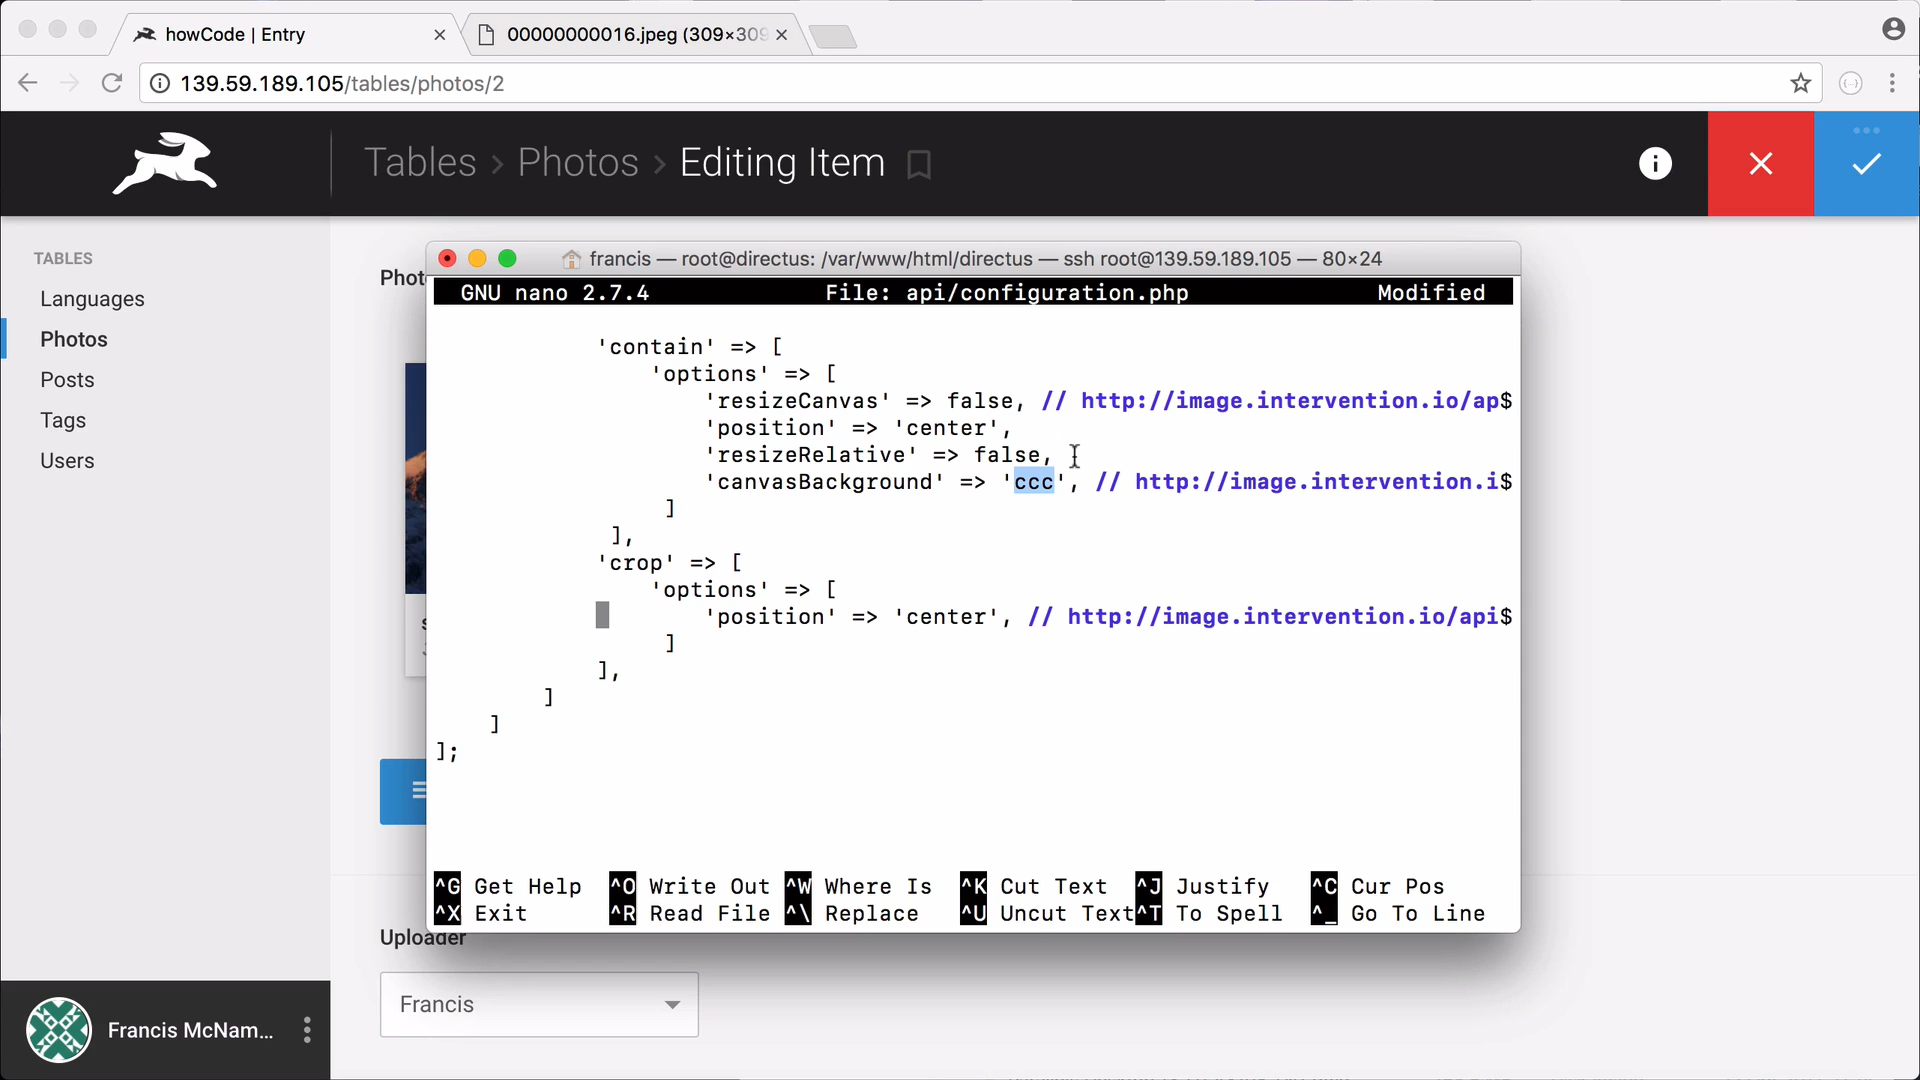 howCode | Entry
00000000016.jpeg (309×309
139.59.189.105/tables/photos/2
Tables > Photos > Editing Item
TABLES
Languages
Photos
Posts
Tags
Users
francis — root@directus: /var/www/html/directus — ssh root@139.59.189.105 — 80×24
GNU nano 2.7.4 File: api/configuration.php Modified
'contain' => [
'options' => [
'resizeCanvas' => false, // http://image.intervention.io/ap$
'position' => 'center',
'resizeRelative' => false,
'canvasBackground' => 'ccc', // http://image.intervention.i$
]
],
'crop' => [
'options' => [
'position' => 'center', // http://image.intervention.io/api$
]
],
]
]
];
^G Get Help ^O Write Out ^W Where Is ^K Cut Text ^J Justify ^C Cur Pos
^X Exit ^R Read File ^\ Replace ^U Uncut Text ^T To Spell ^_ Go To Line
Uploader
Francis
Francis McNam...